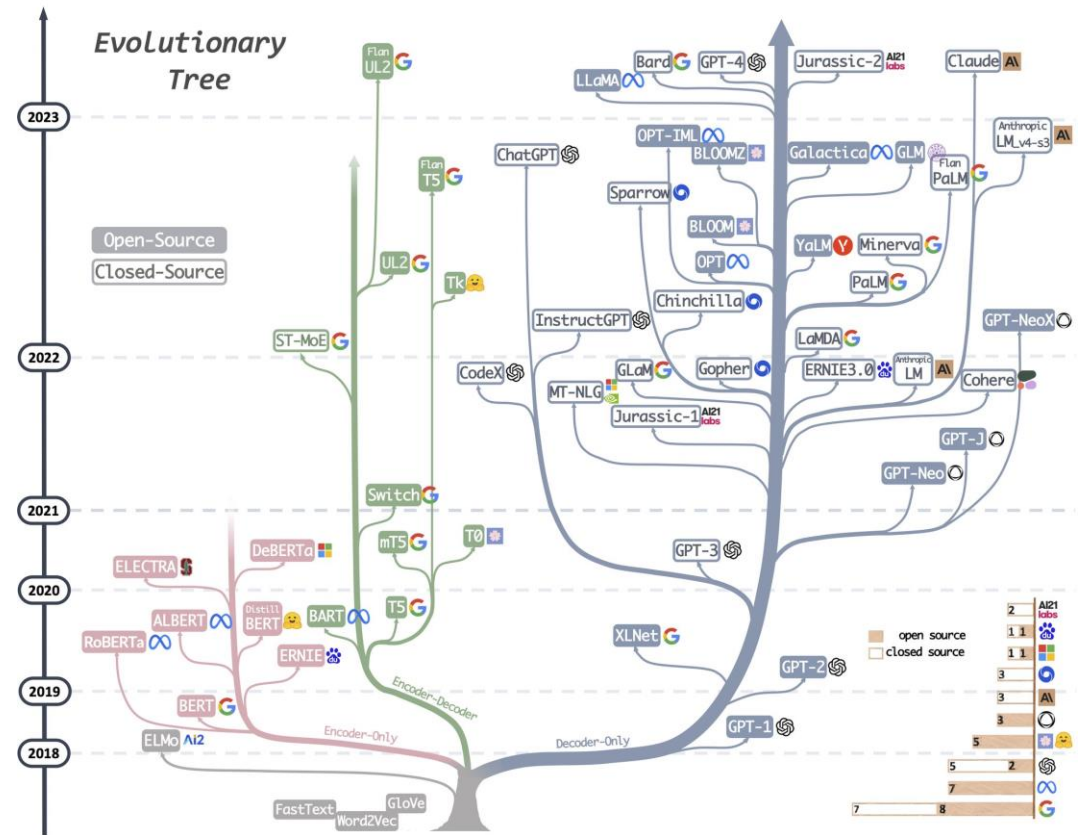 Evolutionary
Tree
2023
2022
2021
2020
2019
2018
Open-Source
Closed-Source
Flan
UL2
Flan
T5
UL2
Tk
ST-MoE
Switch
mT5
T0
BART
T5
Encoder-Decoder
DeBERTa
ELECTRA
ALBERT
Distill
BERT
RoBERTa
ERNIE
BERT
Encoder-Only
ELMo
Ai2
FastText
Word2Vec
GloVe
Bard
GPT-4
Jurassic-2
AI21
labs
Claude
A\
LLaMA
OPT-IML
BLOOMZ
Galactica
GLM
Flan
PaLM
Anthropic
LM_v4-s3
A\
ChatGPT
Sparrow
BLOOM
OPT
YaLM
Y
Minerva
PaLM
Chinchilla
InstructGPT
GPT-NeoX
LaMDA
CodeX
GLaM
Gopher
ERNIE3.0
du
Anthropic
LM
A\
Cohere
MT-NLG
Jurassic-1
AI21
labs
GPT-J
GPT-Neo
GPT-3
XLNet
GPT-2
GPT-1
Decoder-Only
open source
closed source
2
AI21
labs
1 1
du
1 1
3
3
A\
3
5
5 2
7
7 8